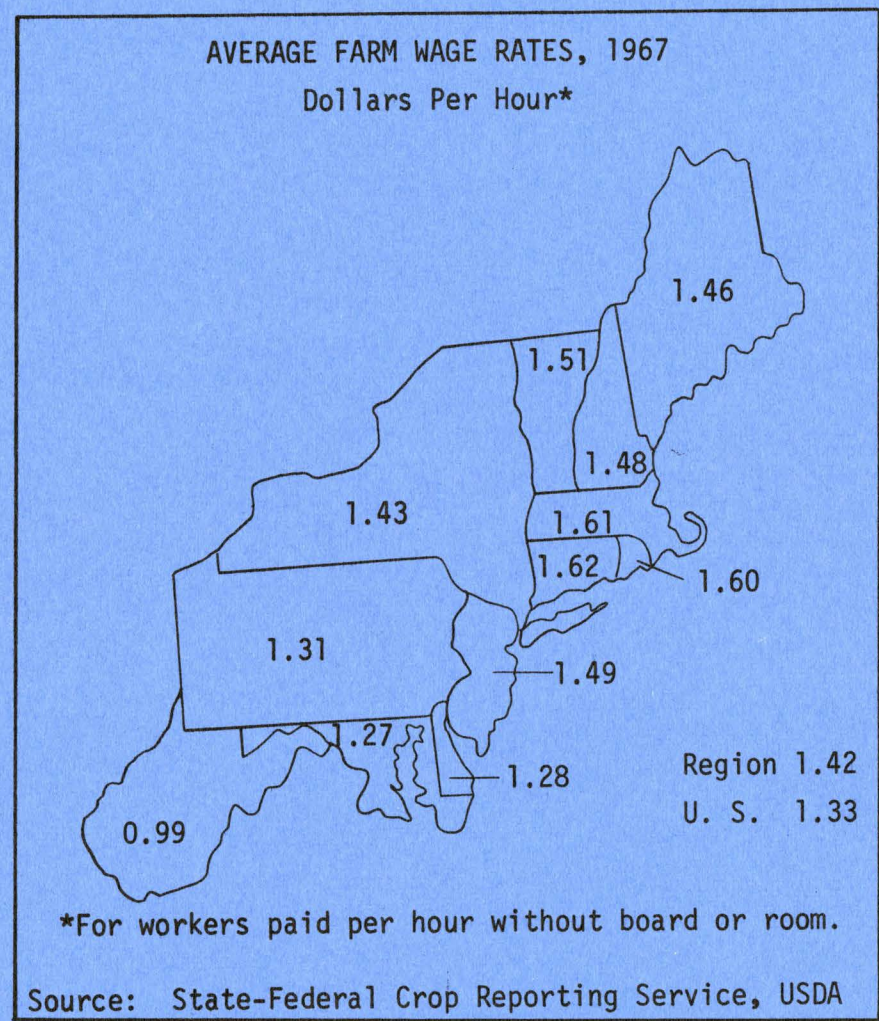 AVERAGE FARM WAGE RATES, 1967
Dollars Per Hour*
1.46
1.51
1.48
1.43
1.61
1.62
1.60
1.31
1.49
1.27
1.28
Region 1.42
U. S. 1.33
0.99
*For workers paid per hour without board or room.
Source: State-Federal Crop Reporting Service, USDA